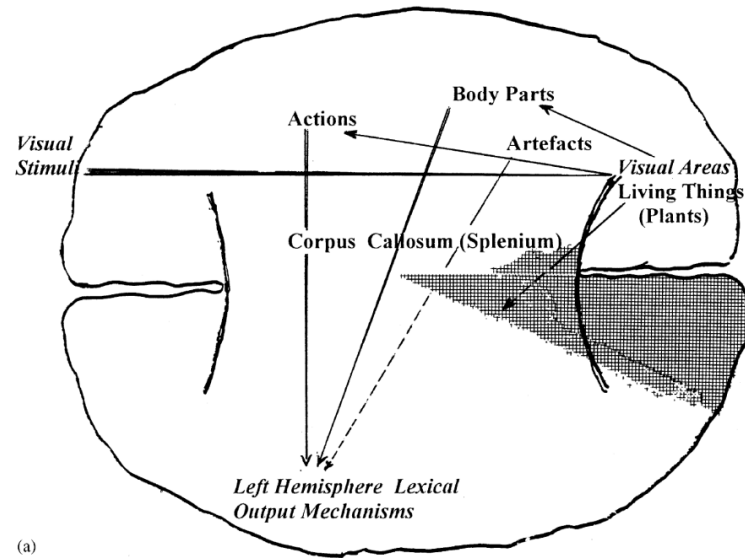 Body Parts
Actions
Artefacts
Visual
Stimuli
Visual Areas
Living Things
(Plants)
Corpus Callosum (Splenium)
Left Hemisphere Lexical
Output Mechanisms
(a)